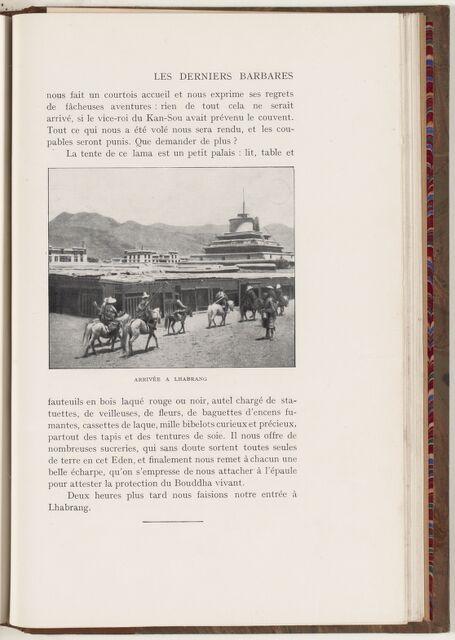 LES DERNIERS BARBARES
nous fait un courtois accueil et nous exprime ses regrets
de fâcheuses aventures : rien de tout cela ne serait
arrivé, si le vice-roi du Kan-Sou avait prévenu le couvent.
Tout ce qui nous a été volé nous sera rendu, et les cou-
pables seront punis. Que demander de plus ?
La tente de ce lama est un petit palais : lit, table et
ARRIVÉE A LHABRANG
fauteuils en bois laqué rouge ou noir, autel chargé de sta-
tuettes, de veilleuses, de fleurs, de baguettes d'encens fu-
mantes, cassettes de laque, mille bibelots curieux et précieux,
partout des tapis et des tentures de soie. Il nous offre de
nombreuses sucreries, qui sans doute sortent toutes seules
de terre en cet Eden, et finalement nous remet à chacun une
belle écharpe, qu'on s'empresse de nous attacher à l'épaule
pour attester la protection du Bouddha vivant.
Deux heures plus tard nous faisions notre entrée à
Lhabrang.